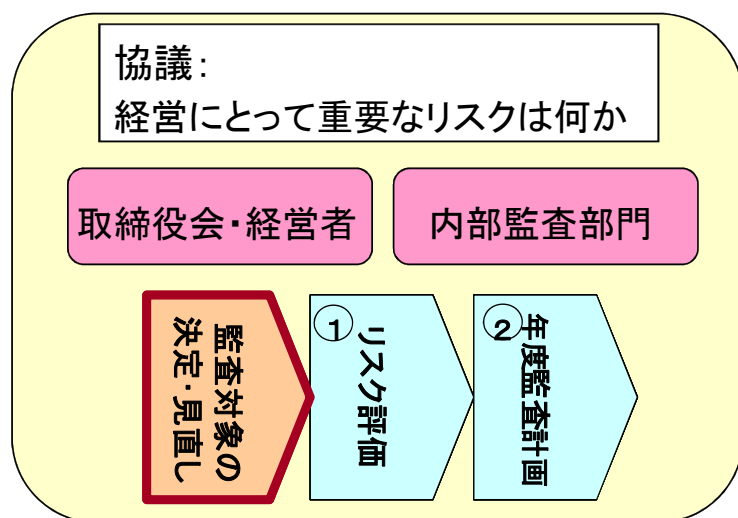 協議：
経営にとって重要なリスクは何か
取締役会・経営者
内部監査部門
監査対象の
決定・見直し
①
リスク評価
②
年度監査計画